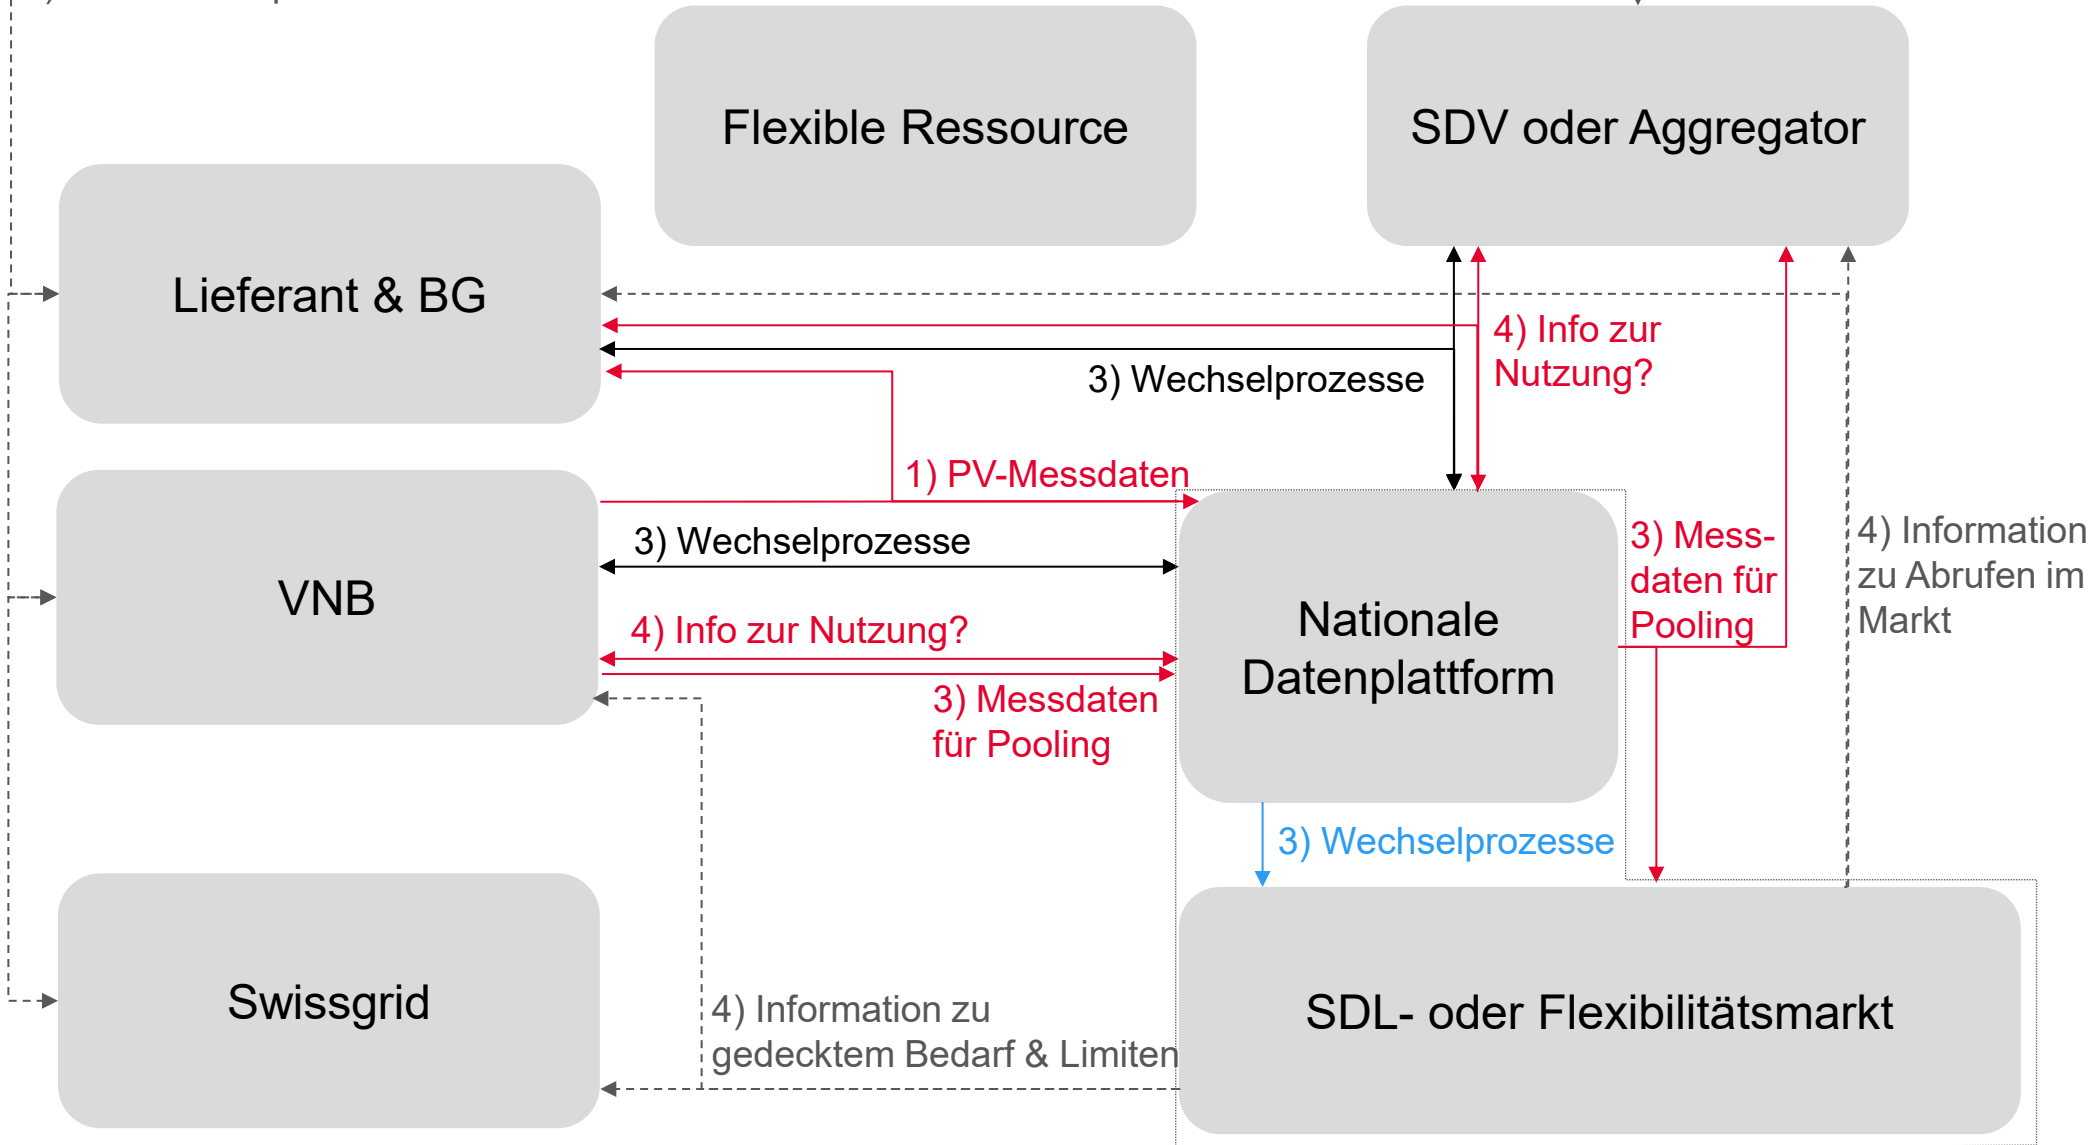 Flexible Ressource
SDV oder Aggregator
Lieferant & BG
4) Info zur
Nutzung?
3) Wechselprozesse
1) PV-Messdaten
3) Wechselprozesse
VNB
4) Info zur Nutzung?
3) Messdaten
für Pooling
Nationale
Datenplattform
3) Mess-
daten für
Pooling
4) Information
zu Abrufen im
Markt
3) Wechselprozesse
Swissgrid
4) Information zu
gedecktem Bedarf & Limiten
SDL- oder Flexibilitätsmarkt